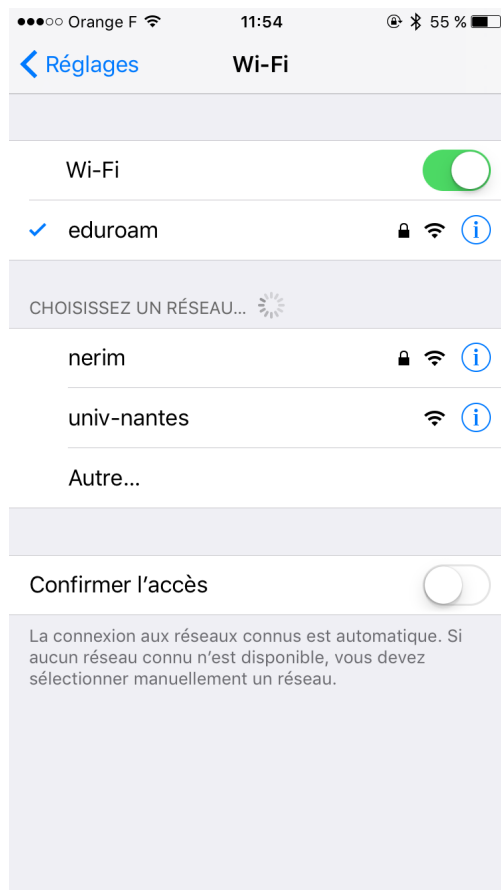 Orange F 11:54 55 %
Réglages Wi-Fi
Wi-Fi
eduroam
CHOISISSEZ UN RÉSEAU...
nerim
univ-nantes
Autre...
Confirmer l’accès
La connexion aux réseaux connus est automatique. Si
aucun réseau connu n’est disponible, vous devez
sélectionner manuellement un réseau.